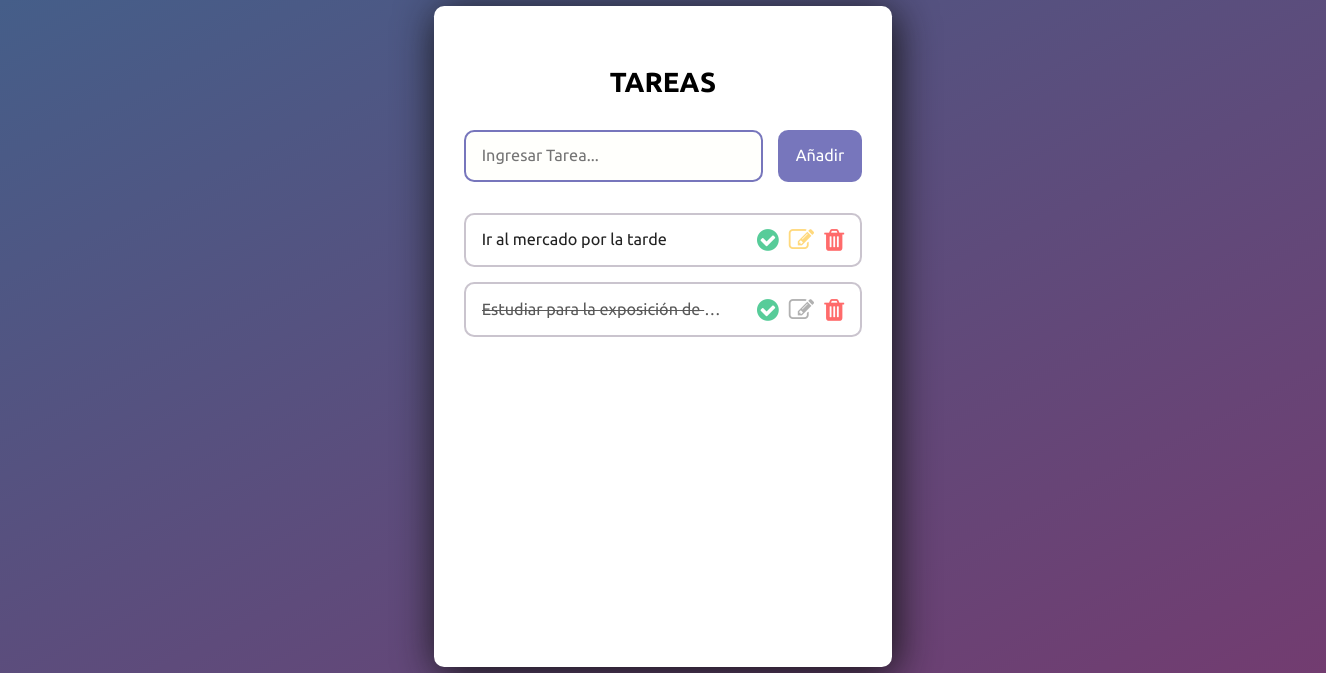 TAREAS
Ingresar Tarea...
Añadir
Ir al mercado por la tarde
Estudiar para la exposición de ...